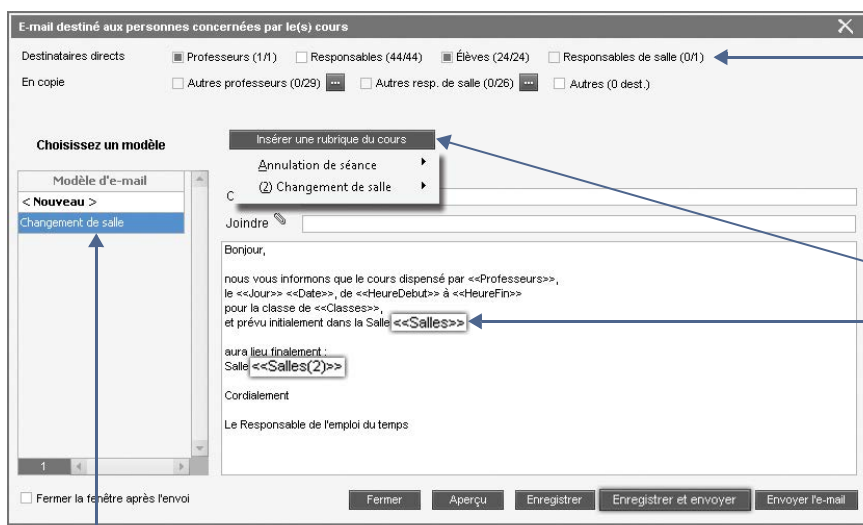 E-mail destiné aux personnes concernées par le(s) cours
Destinataires directs Professeurs (1/1) Responsables (44/44) Élèves (24/24) Responsables de salle (0/1)
En copie Autres professeurs (0/29) ... Autres resp. de salle (0/26) ... Autres (0 dest.)
Choisissez un modèle
Insérer une rubrique du cours
Annulation de séance
(2) Changement de salle
Modèle d'e-mail
< Nouveau >
Changement de salle
C
Joindre
Bonjour,
nous vous informons que le cours dispensé par <<Professeurs>>,
le <<Jour>> <<Date>>, de <<HeureDebut>> à <<HeureFin>>
pour la classe de <<Classes>>,
et prévu initialement dans la Salle <<Salles>>
aura lieu finalement :
Salle <<Salles(2)>>
Cordialement
Le Responsable de l'emploi du temps
1
Fermer la fenêtre après l'envoi Fermer Aperçu Enregistrer Enregistrer et envoyer Envoyer l'e-mail